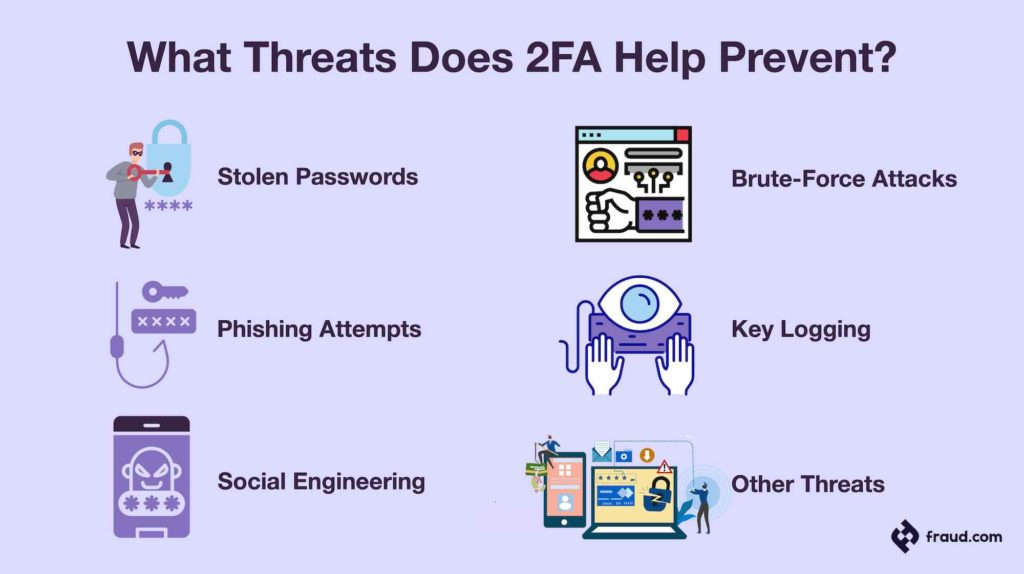 What Threats Does 2FA Help Prevent?
Stolen Passwords
****
Brute-Force Attacks
***
Phishing Attempts
xxxx
Key Logging
Social Engineering
***
Other Threats
fraud.com